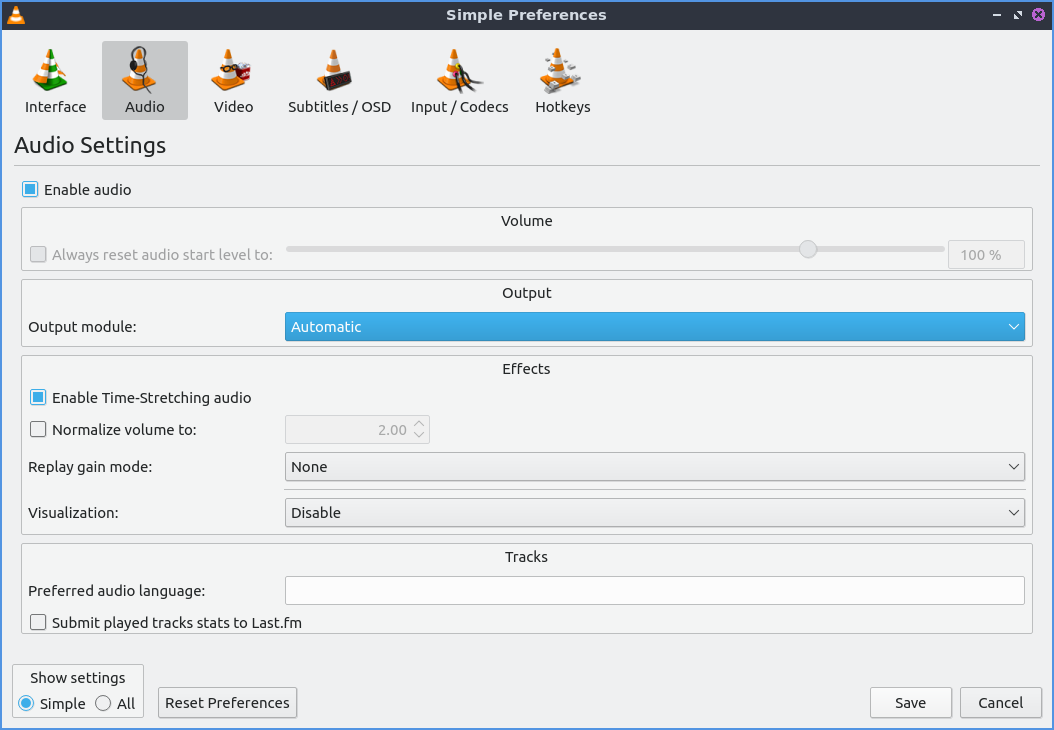 Simple Preferences
Interface
Audio
Video
Subtitles / OSD
Input / Codecs
Hotkeys
Audio Settings
Enable audio
Volume
Always reset audio start level to:
100 %
Output
Output module:
Automatic
Effects
Enable Time-Stretching audio
Normalize volume to:
2.00
Replay gain mode:
None
Visualization:
Disable
Tracks
Preferred audio language:
Submit played tracks stats to Last.fm
Show settings
Simple
All
Reset Preferences
Save
Cancel